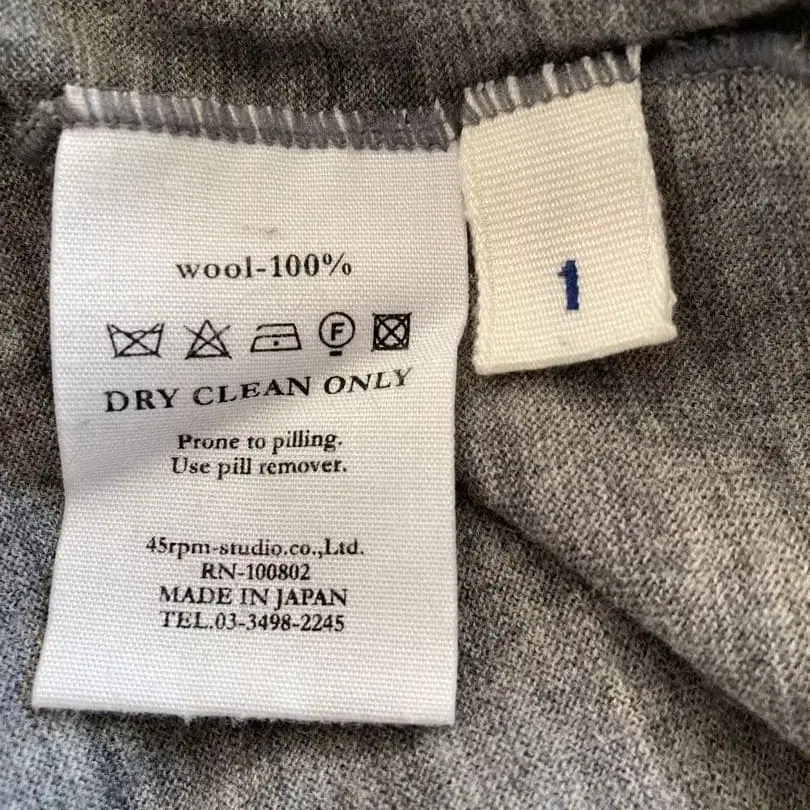 wool-100%
F
DRY CLEAN ONLY
Prone to pilling.
Use pill remover.
45rpm-studio.co.,Ltd.
RN-100802
MADE IN JAPAN
TEL.03-3498-2245
1